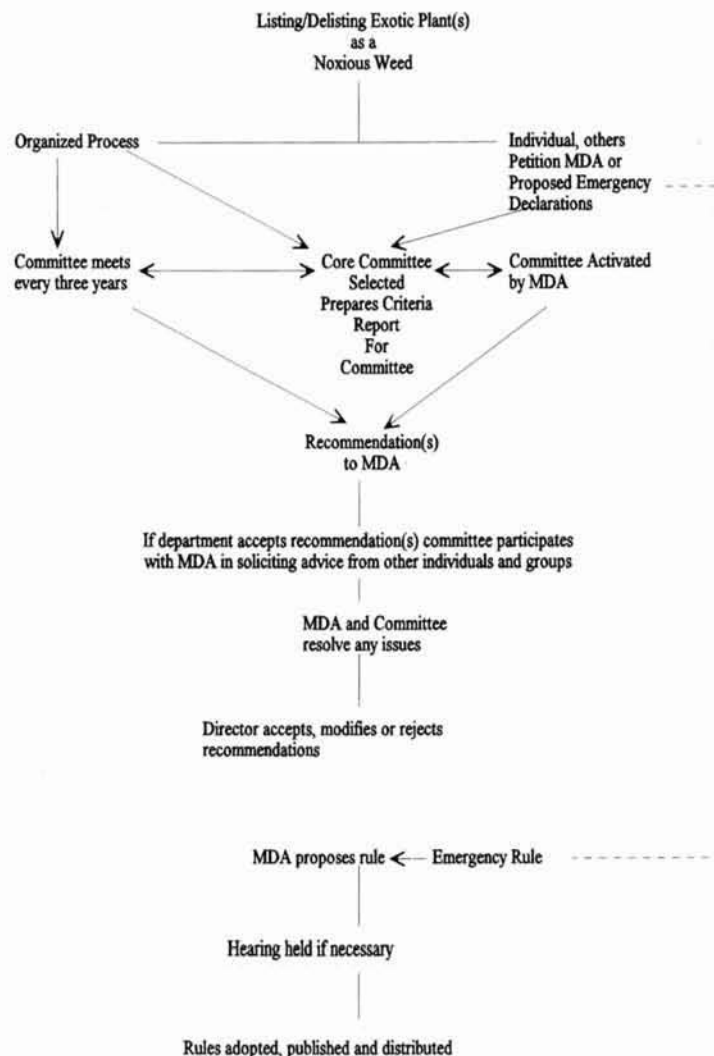 Listing/Delisting Exotic Plant(s)
as a
Noxious Weed
Organized Process
Individual, others
Petition MDA or
Proposed Emergency
Declarations
Committee meets
every three years
Core Committee
Selected
Prepares Criteria
Report
For
Committee
Committee Activated
by MDA
Recommendation(s)
to MDA
If department accepts recommendation(s) committee participates
with MDA in soliciting advice from other individuals and groups
MDA and Committee
resolve any issues
Director accepts, modifies or rejects
recommendations
MDA proposes rule
Emergency Rule
Hearing held if necessary
Rules adopted, published and distributed